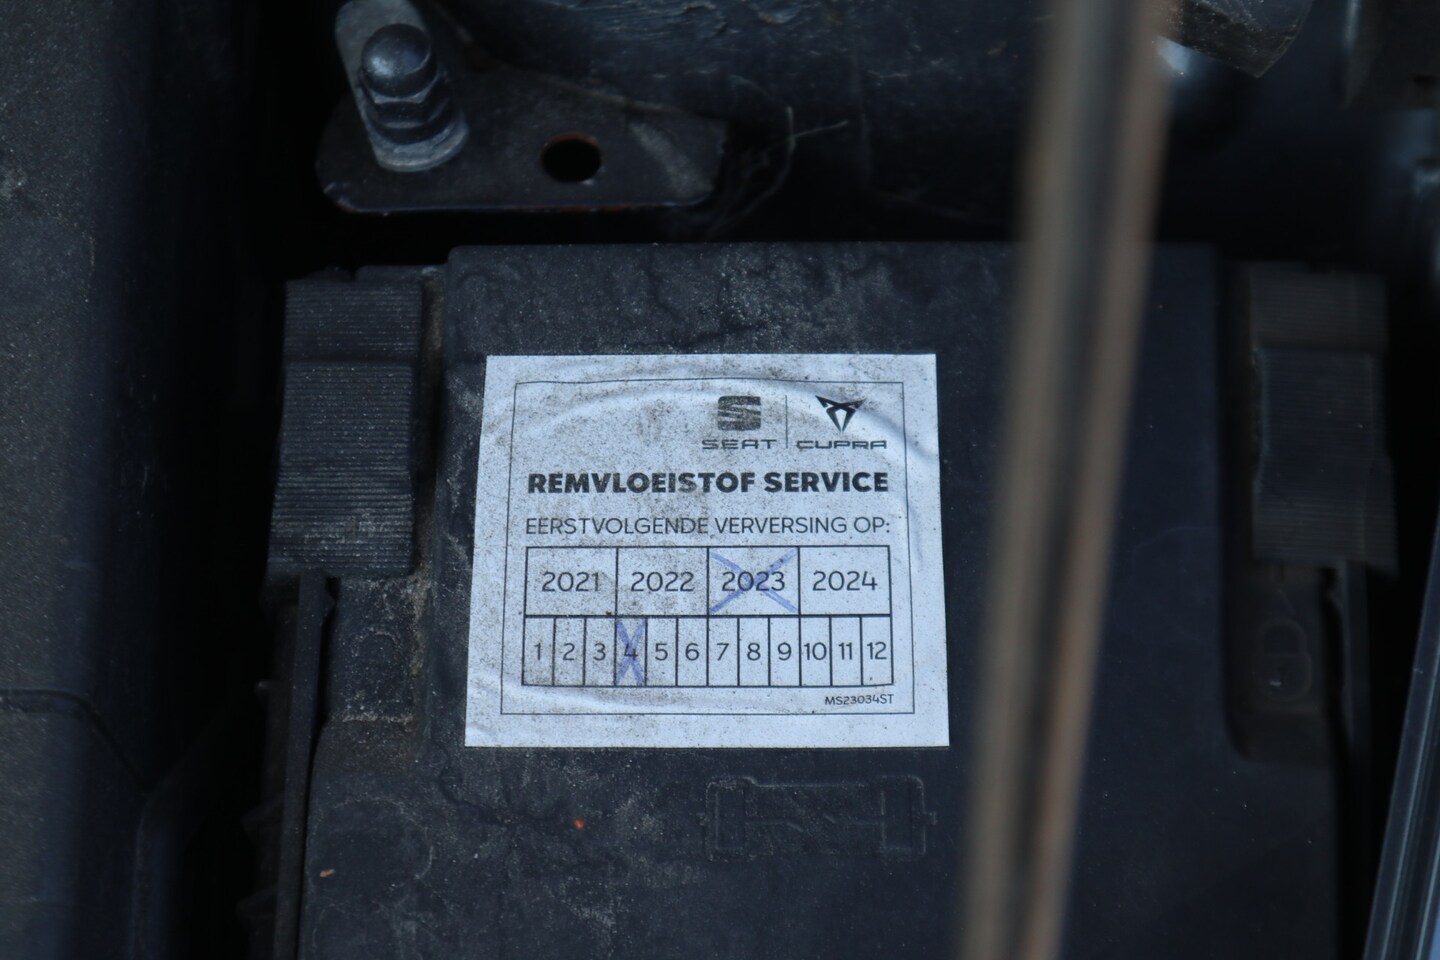 SEAT CUPRA
REMVLOEISTOF SERVICE
EERSTVOLGENDE VERVERSING OP:
2021 2022 2023 2024
1 2 3 4 5 6 7 8 9 10 11 12
MS23034ST